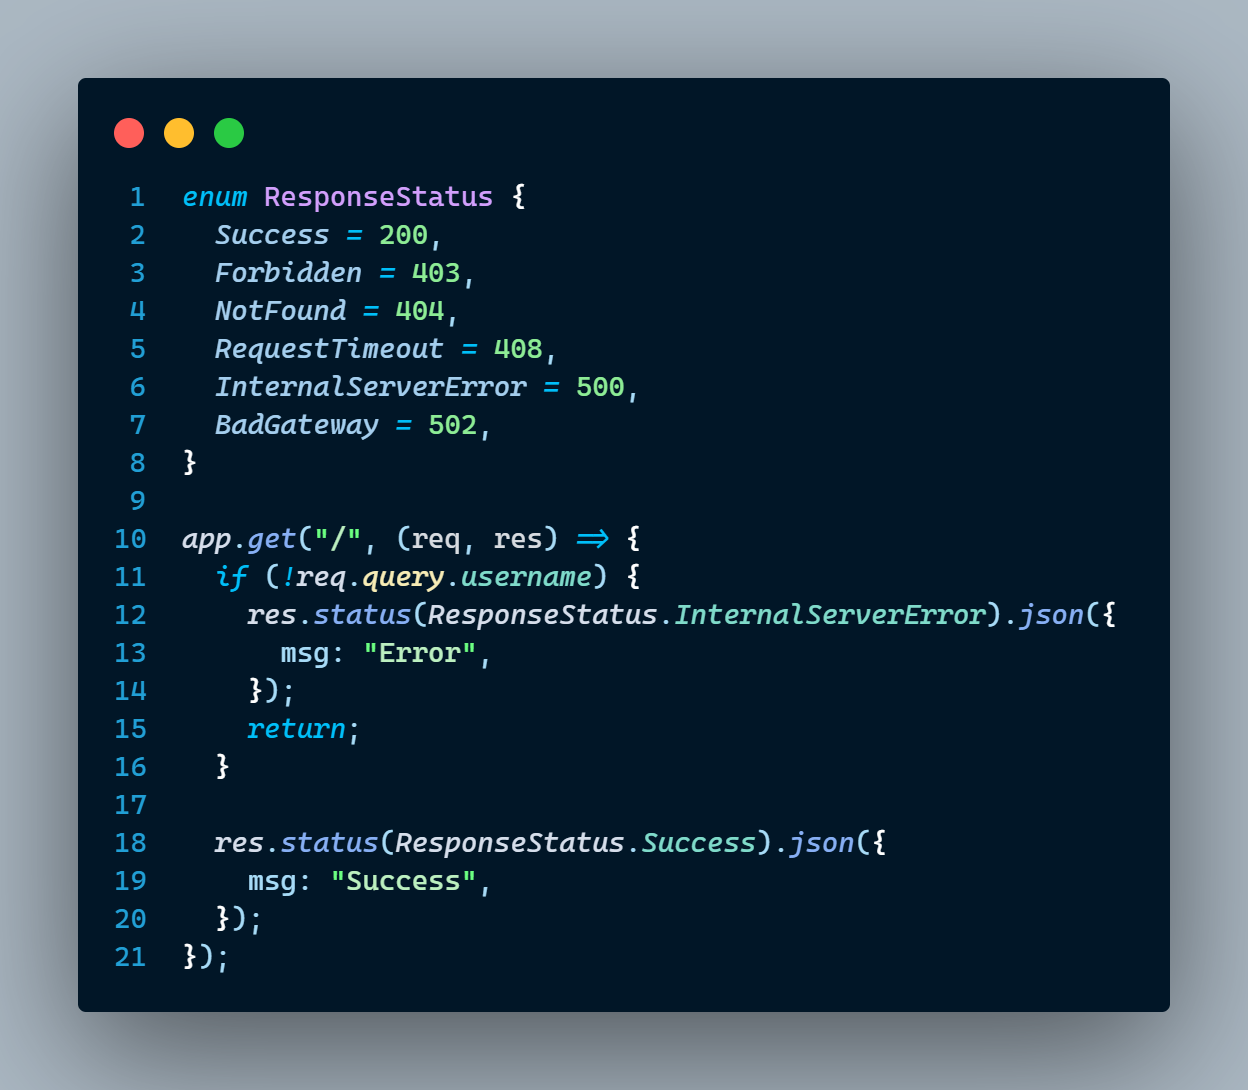 1 enum ResponseStatus {
2   Success = 200,
3   Forbidden = 403,
4   NotFound = 404,
5   RequestTimeout = 408,
6   InternalServerError = 500,
7   BadGateway = 502,
8 }
9
10 app.get("/", (req, res) => {
11   if (!req.query.username) {
12     res.status(ResponseStatus.InternalServerError).json({
13       msg: "Error",
14     });
15     return;
16   }
17
18   res.status(ResponseStatus.Success).json({
19     msg: "Success",
20   });
21 });